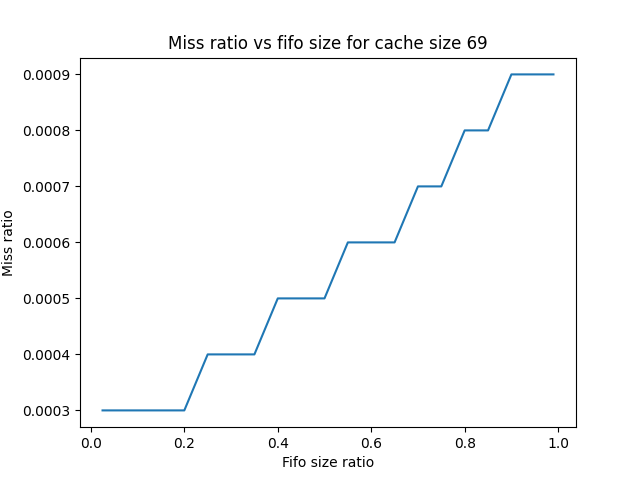 Miss ratio vs fifo size for cache size 69
0.0009
0.0008
0.0007
0.0006
0.0005
0.0004
0.0003
Miss ratio
0.0 0.2 0.4 0.6 0.8 1.0
Fifo size ratio